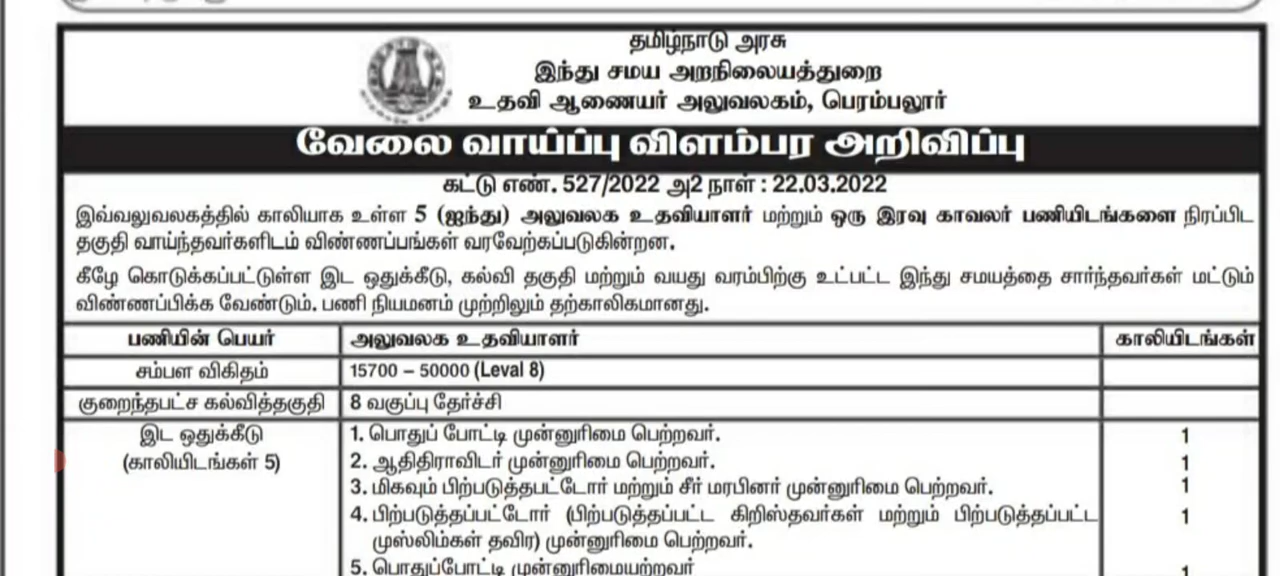 தமிழ்நாடு அரசு
இந்து சமய அறநிலையத்துறை
உதவி ஆணையர் அலுவலகம், பெரம்பலூர்
வேலை வாய்ப்பு விளம்பர அறிவிப்பு
கட்டு எண். 527/2022 அ2 நாள் : 22.03.2022
இவ்வலுவலகத்தில் காலியாக உள்ள 5 (ஐந்து) அலுவலக உதவியாளர் மற்றும் ஒரு இரவு காவலர் பணியிடங்களை நிரப்பிட
தகுதி வாய்ந்தவர்களிடம் விண்ணப்பங்கள் வரவேற்கப்படுகின்றன.
கீழே கொடுக்கப்பட்டுள்ள இட ஒதுக்கீடு, கல்வி தகுதி மற்றும் வயது வரம்பிற்கு உட்பட்ட இந்து சமயத்தை சார்ந்தவர்கள் மட்டும்
விண்ணப்பிக்க வேண்டும். பணி நியமனம் முற்றிலும் தற்காலிகமானது.
பணியின் பெயர் அலுவலக உதவியாளர் காலியிடங்கள்
சம்பள விகிதம் 15700 – 50000 (Leval 8)
குறைந்தபட்ச கல்வித்தகுதி 8 வகுப்பு தேர்ச்சி
இட ஒதுக்கீடு 1. பொதுப் போட்டி முன்னுரிமை பெற்றவர். 1
(காலியிடங்கள் 5) 2. ஆதிதிராவிடர் முன்னுரிமை பெற்றவர். 1
3. மிகவும் பிற்படுத்தபட்டோர் மற்றும் சீர் மரபினர் முன்னுரிமை பெற்றவர். 1
4. பிற்படுத்தப்பட்டோர் (பிற்படுத்தப்பட்ட கிறிஸ்தவர்கள் மற்றும் பிற்படுத்தப்பட்ட 1
முஸ்லிம்கள் தவிர) முன்னுரிமை பெற்றவர்.
5. பொதுப்போட்டி முன்னுரிமையற்றவர் 1